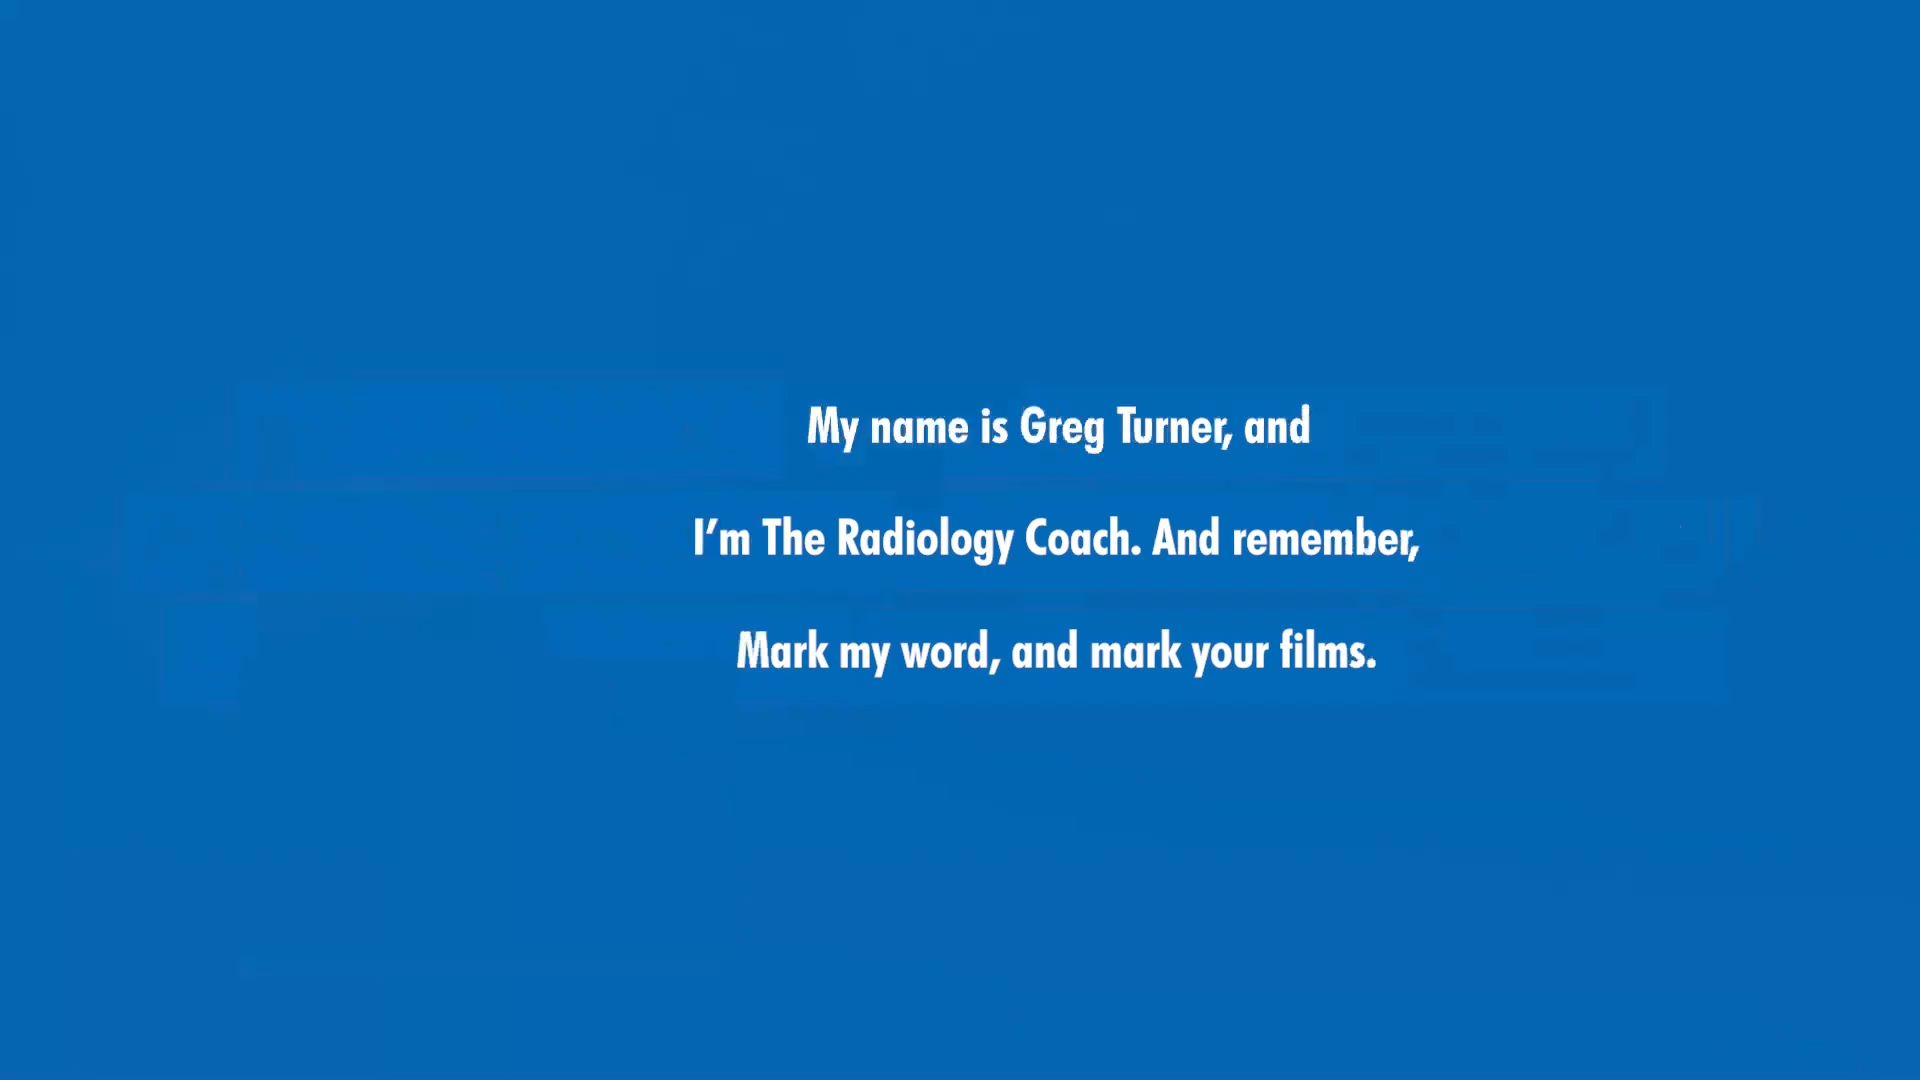 My name is Greg Turner, and
I’m The Radiology Coach. And remember,
Mark my word, and mark your films.